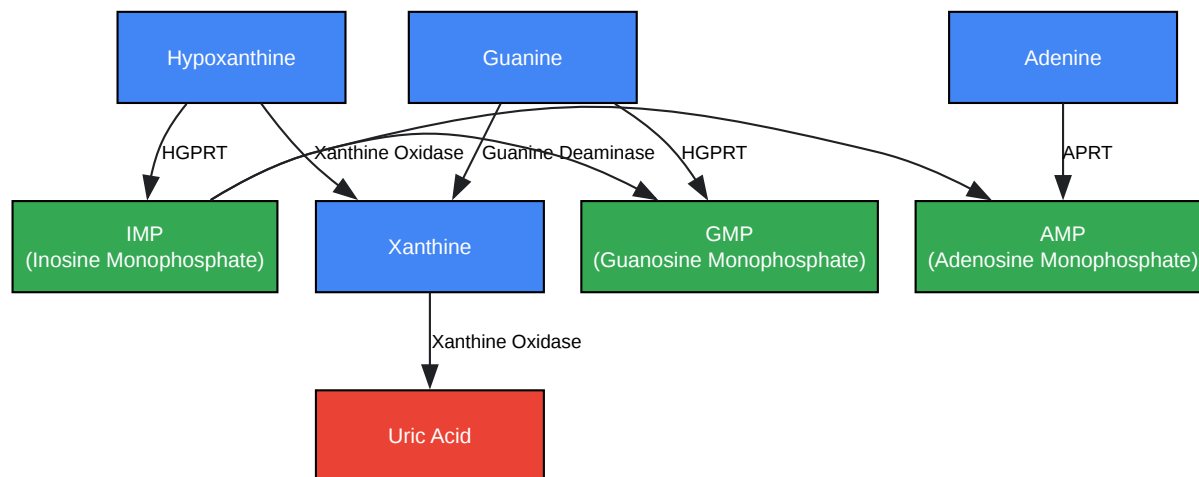 Hypoxanthine
Guanine
Adenine
HGPRT
Xanthine Oxidase
Guanine Deaminase
HGPRT
APRT
IMP
(Inosine Monophosphate)
Xanthine
GMP
(Guanosine Monophosphate)
AMP
(Adenosine Monophosphate)
Xanthine Oxidase
Uric Acid